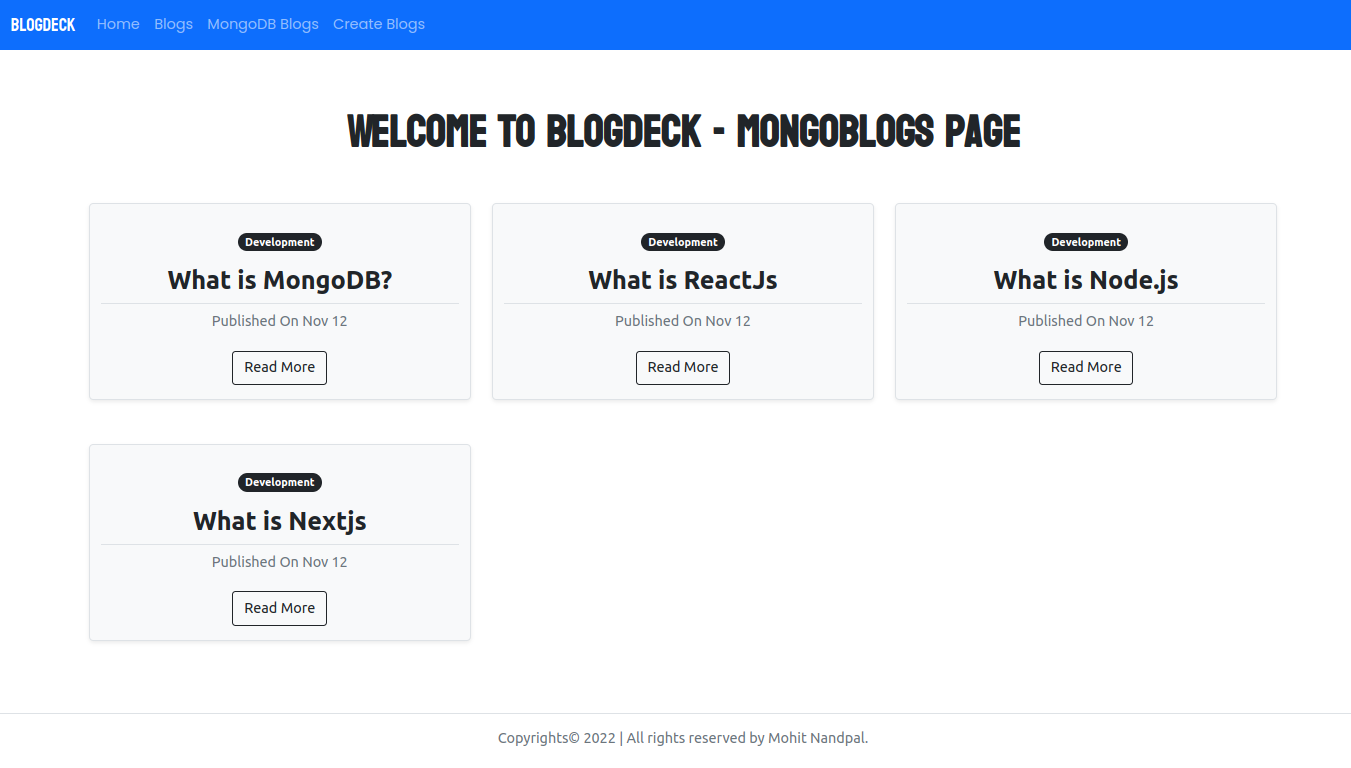 BLOGDECK Home Blogs MongoDB Blogs Create Blogs
WELCOME TO BLOGDECK - MONGOBLOGS PAGE
Development
What is MongoDB?
Published On Nov 12
Read More
Development
What is ReactJs
Published On Nov 12
Read More
Development
What is Node.js
Published On Nov 12
Read More
Development
What is Nextjs
Published On Nov 12
Read More
Copyrights© 2022 | All rights reserved by Mohit Nandpal.